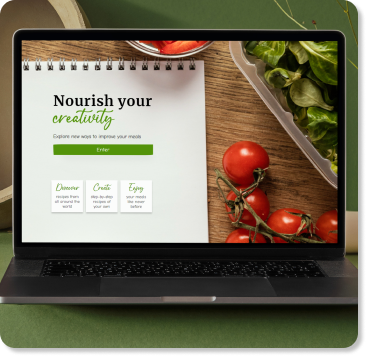 Nourish your
creativity
Explore new ways to improve your meals
Enter
Discover
recipes from
all around the
world
Create
step-by-step
recipes of
your own
Enjoy
your meals
like never
before